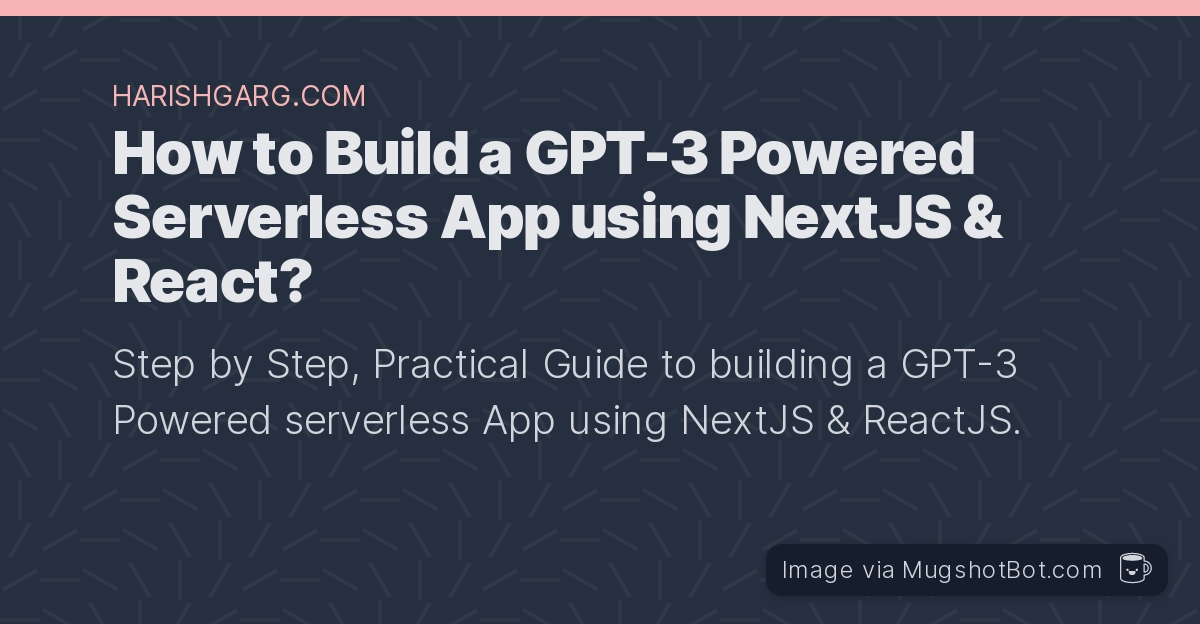 HARISHGARG.COM
How to Build a GPT-3 Powered
Serverless App using NextJS &
React?
Step by Step, Practical Guide to building a GPT-3
Powered serverless App using NextJS & ReactJS.
Image via MugshotBot.com